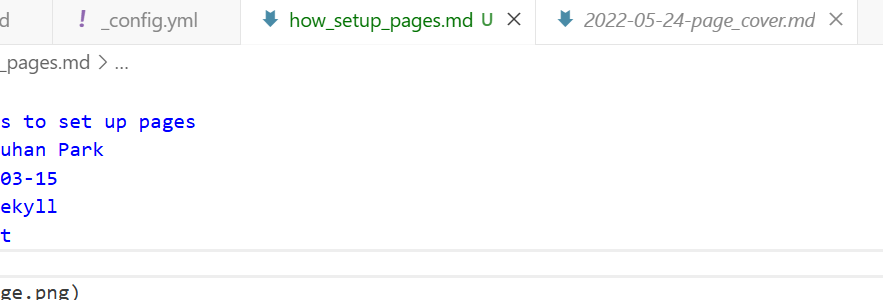 d ! _config.yml how_setup_pages.md U × 2022-05-24-page_cover.md ×
_pages.md > ...
s to set up pages
uhan Park
03-15
ekyll
t
ge.png)